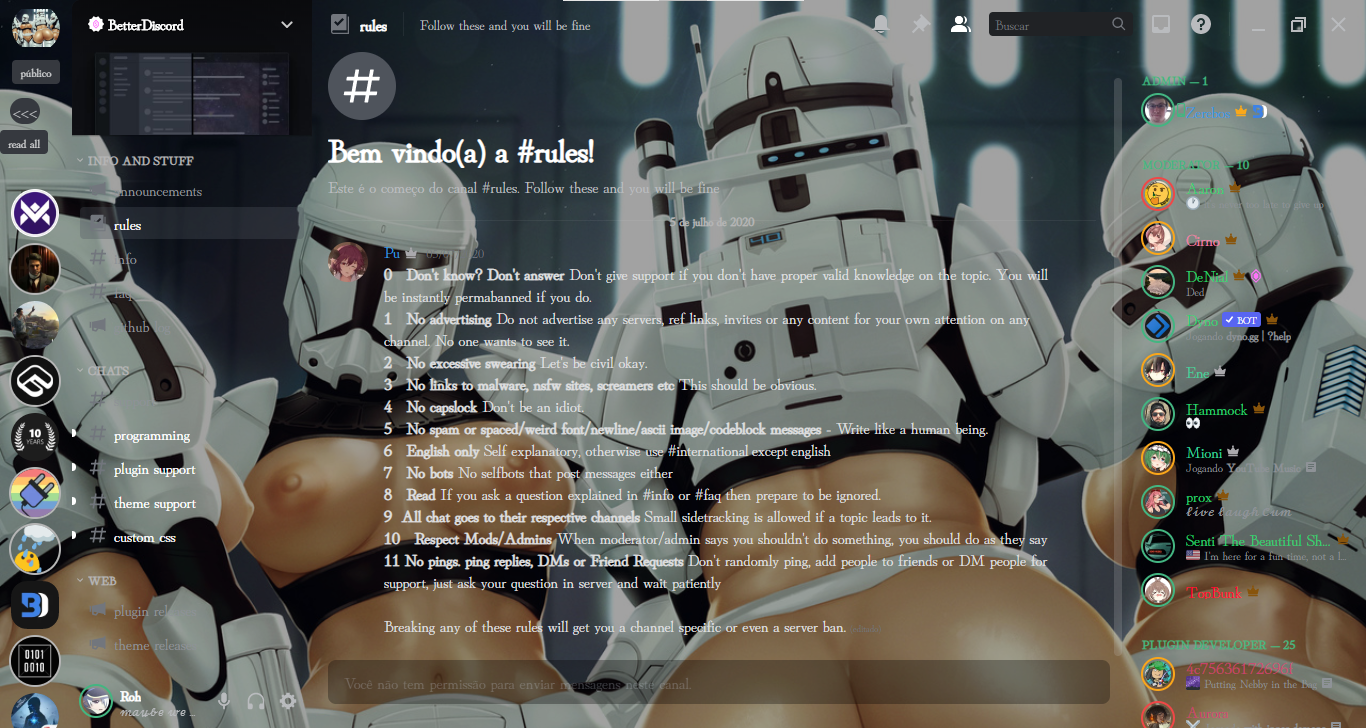 BetterDiscord
rules
Follow these and you will be fine
Buscar
público
<<<
read all
INFO AND STUFF
announcements
rules
info
faq
CHATS
programming
plugin support
theme support
custom css
WEB
plugin
theme
10 YEARS
0101
0010
Roh
Bem vindo(a) a #rules!
Este é o começo do canal #rules. Follow these and you will be fine
5 de julho de 2020
Pu
0 Don't know? Don't answer Don't give support if you don't have proper valid knowledge on the topic. You will
be instantly permabanned if you do.
1 No advertising Do not advertise any servers, ref links, invites or any content for your own attention on any
channel. No one wants to see it.
2 No excessive swearing Let's be civil okay.
3 No links to malware, nsfw sites, screamers etc This should be obvious.
4 No capslock Don't be an idiot.
5 No spam or spaced/weird font/newline/ascii image/codeblock messages - Write like a human being.
6 English only Self explanatory, otherwise use #international except english
7 No bots No selfbots that post messages either
8 Read If you ask a question explained in #info or #faq then prepare to be ignored.
9 All chat goes to their respective channels Small sidetracking is allowed if a topic leads to it.
10 Respect Mods/Admins When moderator/admin says you shouldn't do something, you should do as they say
11 No pings. ping replies, DMs or Friend Requests Don't randomly ping, add people to friends or DM people for
support, just ask your question in server and wait patiently
Breaking any of these rules will get you a channel specific or even a server ban.
Você não tem permissão para enviar mensagens neste canal.
ADMIN — 1
Zerebos
MODERATOR — 10
Aaron
Cirno
DeNial
Ded
Dyno BOT
Jogando dyno.gg | ?help
Ene
Hammock
Mioni
Jogando YouTube Music
prox
live laugh cum
Senti The Beautiful Sh...
I'm here for a fun time, not a l...
TopBunk
PLUGIN DEVELOPER — 25
Putting Nebby in the Bag